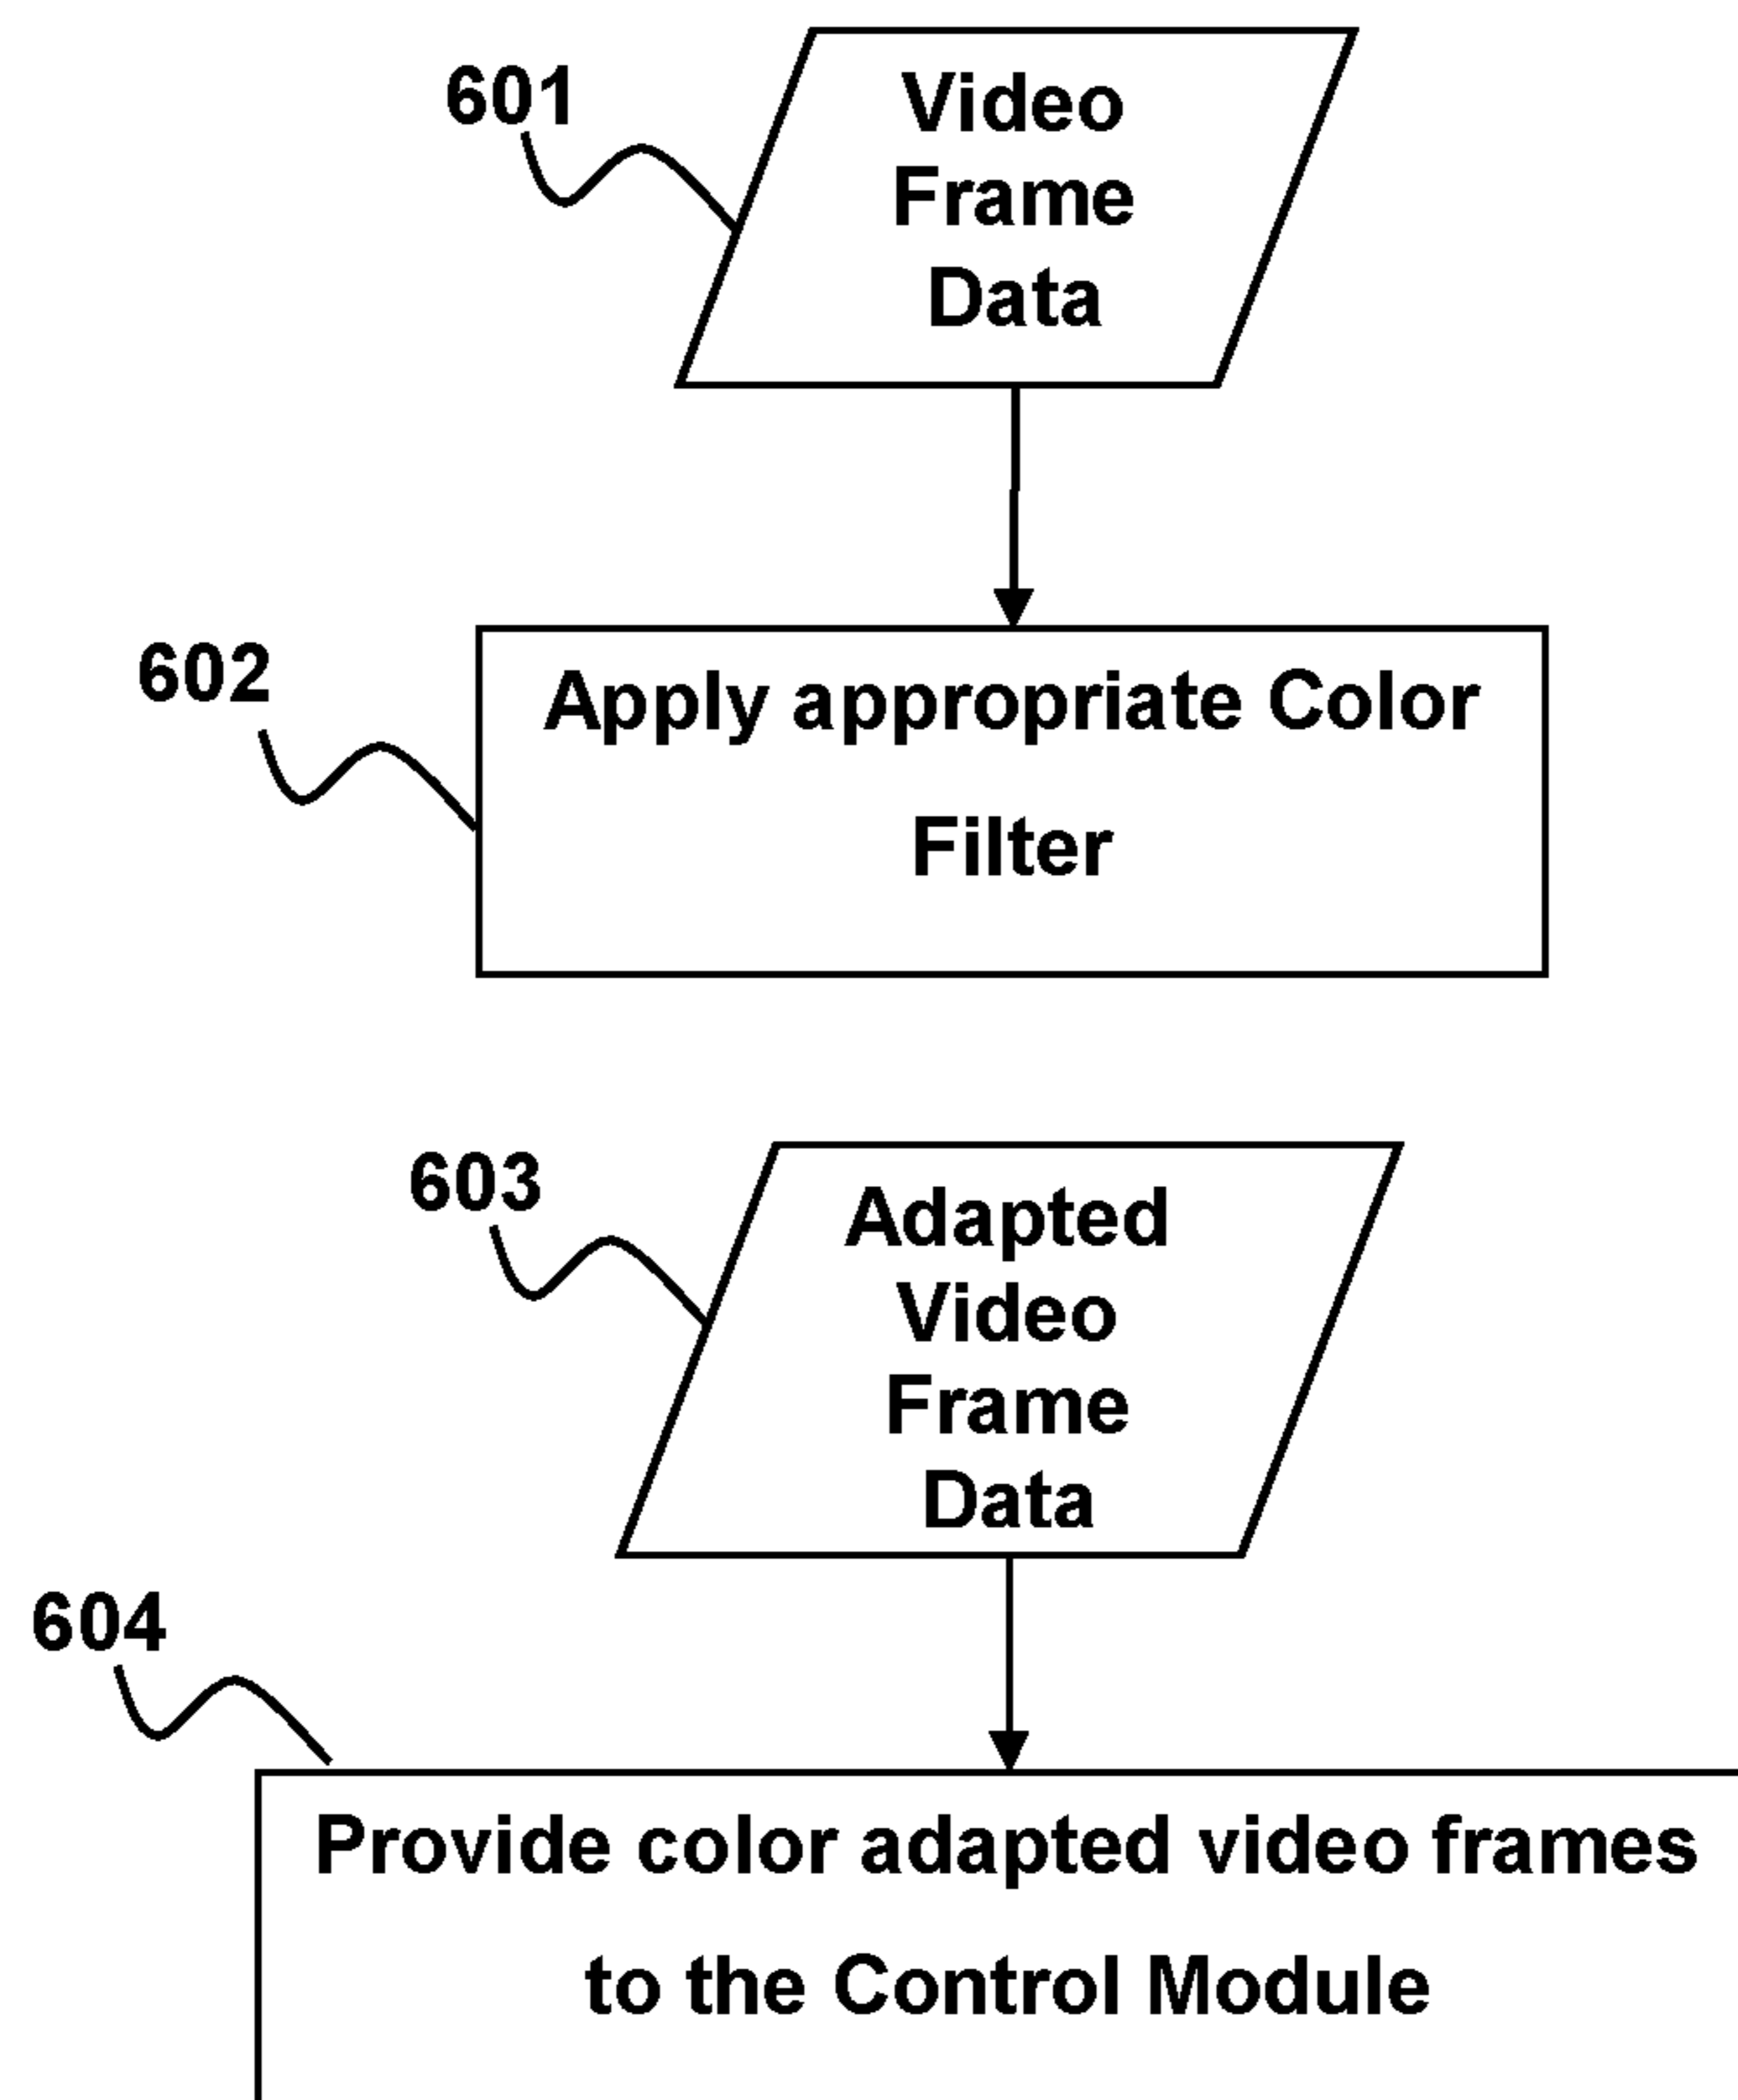 601
Video
Frame
Data
602
Apply appropriate Color
Filter
603
Adapted
Video
Frame
Data
604
Provide color adapted video frames
to the Control Module